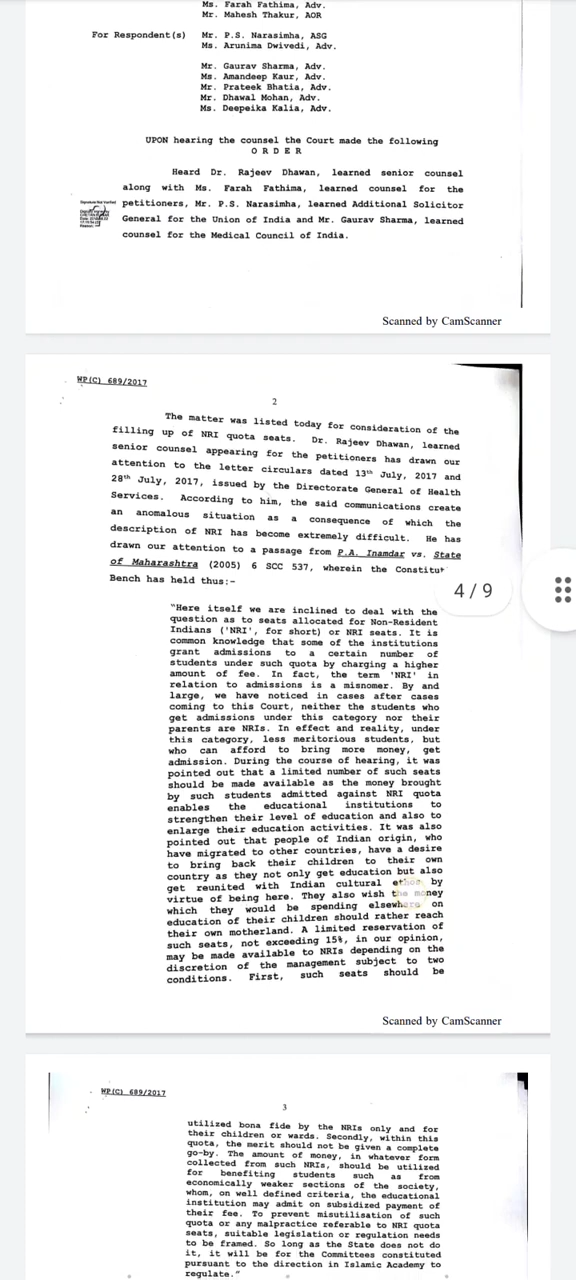 Ms. Farah Fathima, Adv.
Mr. Mahesh Thakur, AOR
For Respondent(s) Mr. P.S. Narasimha, ASG
Ms. Arunima Dwivedi, Adv.
Mr. Gaurav Sharma, Adv.
Ms. Amandeep Kaur, Adv.
Mr. Prateek Bhatia, Adv.
Mr. Dhawal Mohan, Adv.
Ms. Deepeika Kalia, Adv.
UPON hearing the counsel the Court made the following
O R D E R
Heard Dr. Rajeev Dhawan, learned senior counsel
along with Ms. Farah Fathima, learned counsel for the
Signature Not Verified
petitioners, Mr. P.S. Narasimha, learned Additional Solicitor
General for the Union of India and Mr. Gaurav Sharma, learned
counsel for the Medical Council of India.
Scanned by CamScanner
WP(C) 689/2017
2
The matter was listed today for consideration of the
filling up of NRI quota seats. Dr. Rajeev Dhawan, learned
senior counsel appearing for the petitioners has drawn our
attention to the letter circulars dated 13th July, 2017 and
28th July, 2017, issued by the Directorate General of Health
Services. According to him, the said communications create
an anomalous situation as a consequence of which the
description of NRI has become extremely difficult. He has
drawn our attention to a passage from P.A. Inamdar vs. State
of Maharashtra (2005) 6 SCC 537, wherein the Constitut
Bench has held thus:-
4 / 9
"Here itself we are inclined to deal with the
question as to seats allocated for Non-Resident
Indians ('NRI', for short) or NRI seats. It is
common knowledge that some of the institutions
grant admissions to a certain number of
students under such quota by charging a higher
amount of fee. In fact, the term 'NRI' in
relation to admissions is a misnomer. By and
large, we have noticed in cases after cases
coming to this Court, neither the students who
get admissions under this category nor their
parents are NRIs. In effect and reality, under
this category, less meritorious students, but
who can afford to bring more money, get
admission. During the course of hearing, it was
pointed out that a limited number of such seats
should be made available as the money brought
by such students admitted against NRI quota
enables the educational institutions to
strengthen their level of education and also to
enlarge their education activities. It was also
pointed out that people of Indian origin, who
have migrated to other countries, have a desire
to bring back their children to their own
country as they not only get education but also
get reunited with Indian cultural ethos by
virtue of being here. They also wish the money
which they would be spending elsewhere on
education of their children should rather reach
their own motherland. A limited reservation of
such seats, not exceeding 15%, in our opinion,
may be made available to NRIs depending on the
discretion of the management subject to two
conditions. First, such seats should be
Scanned by CamScanner
WP(C) 689/2017
3
utilized bona fide by the NRIs only and for
their children or wards. Secondly, within this
quota, the merit should not be given a complete
go-by. The amount of money, in whatever form
collected from such NRIs, should be utilized
for benefiting students such as from
economically weaker sections of the society,
whom, on well defined criteria, the educational
institution may admit on subsidized payment of
their fee. To prevent misutilisation of such
quota or any malpractice referable to NRI quota
seats, suitable legislation or regulation needs
to be framed. So long as the State does not do
it, it will be for the Committees constituted
pursuant to the direction in Islamic Academy to
regulate."